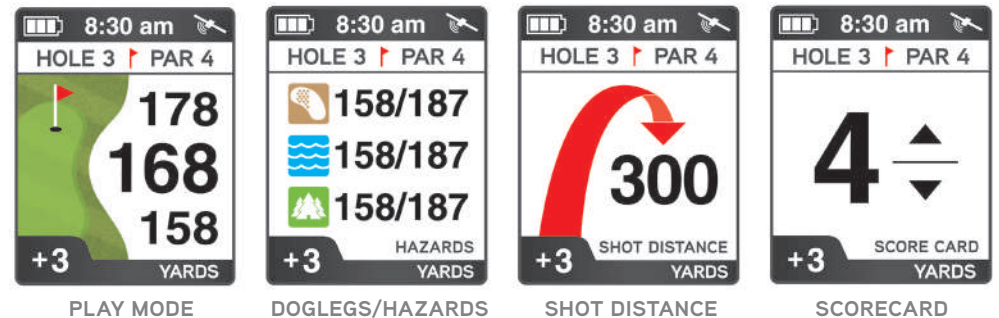 8:30 am
HOLE 3 PAR 4
178
168
158
+3
YARDS
PLAY MODE
8:30 am
HOLE 3 PAR 4
158/187
158/187
158/187
HAZARDS
+3
YARDS
DOGLEGS/HAZARDS
8:30 am
HOLE 3 PAR 4
300
SHOT DISTANCE
+3
YARDS
SHOT DISTANCE
8:30 am
HOLE 3 PAR 4
4
SCORE CARD
+3
YARDS
SCORECARD